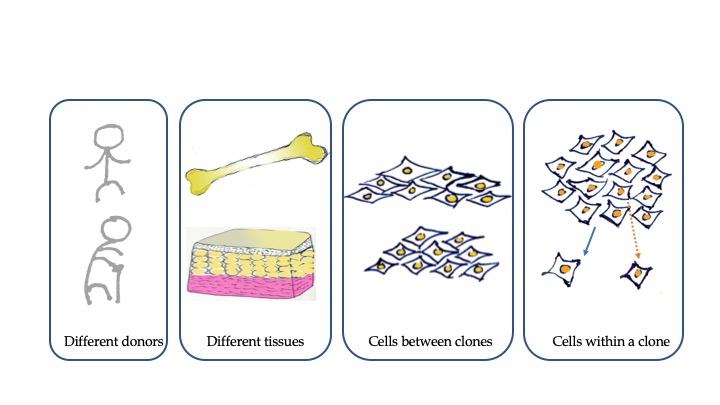 Different donors
Different tissues
Cells between clones
Cells within a clone